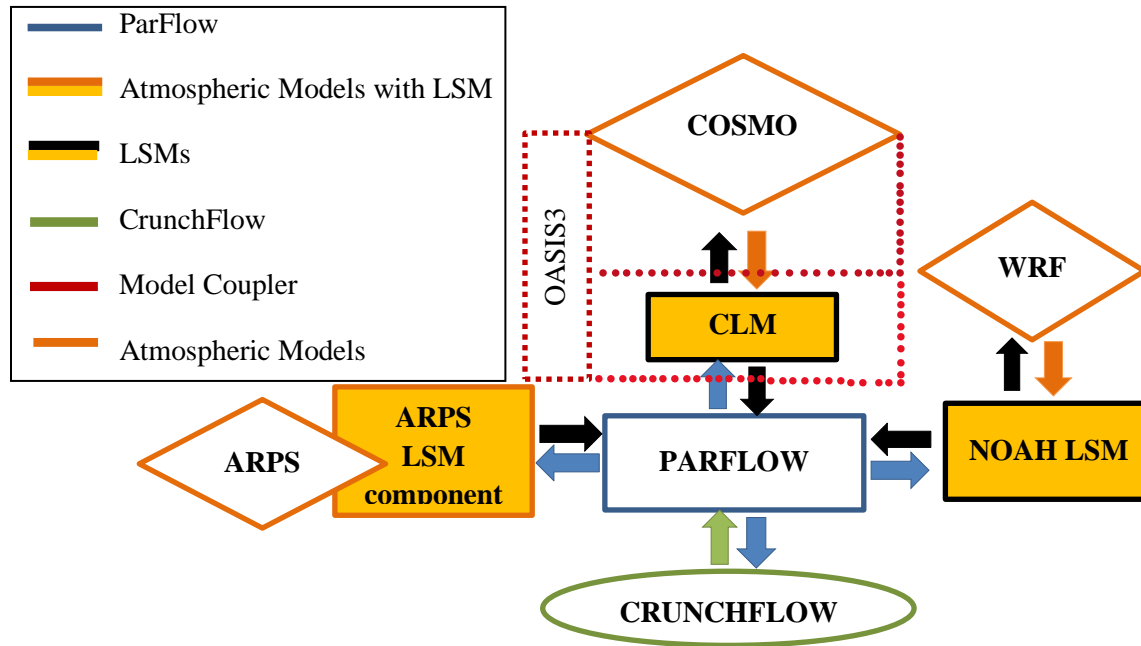 ParFlow
Atmospheric Models with LSM
LSMs
CrunchFlow
Model Coupler
Atmospheric Models
COSMO
OASIS3
WRF
CLM
ARPS
ARPS
LSM
component
PARFLOW
NOAH LSM
CRUNCHFLOW